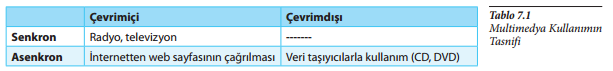 Çevrimiçi Çevrimdışı
Senkron Radyo, televizyon -------
Asenkron İnternetten web sayfasının çağrılması Veri taşıyıcılarla kullanım (CD, DVD)
Tablo 7.1
Multimedya Kullanımın
Tasnifi